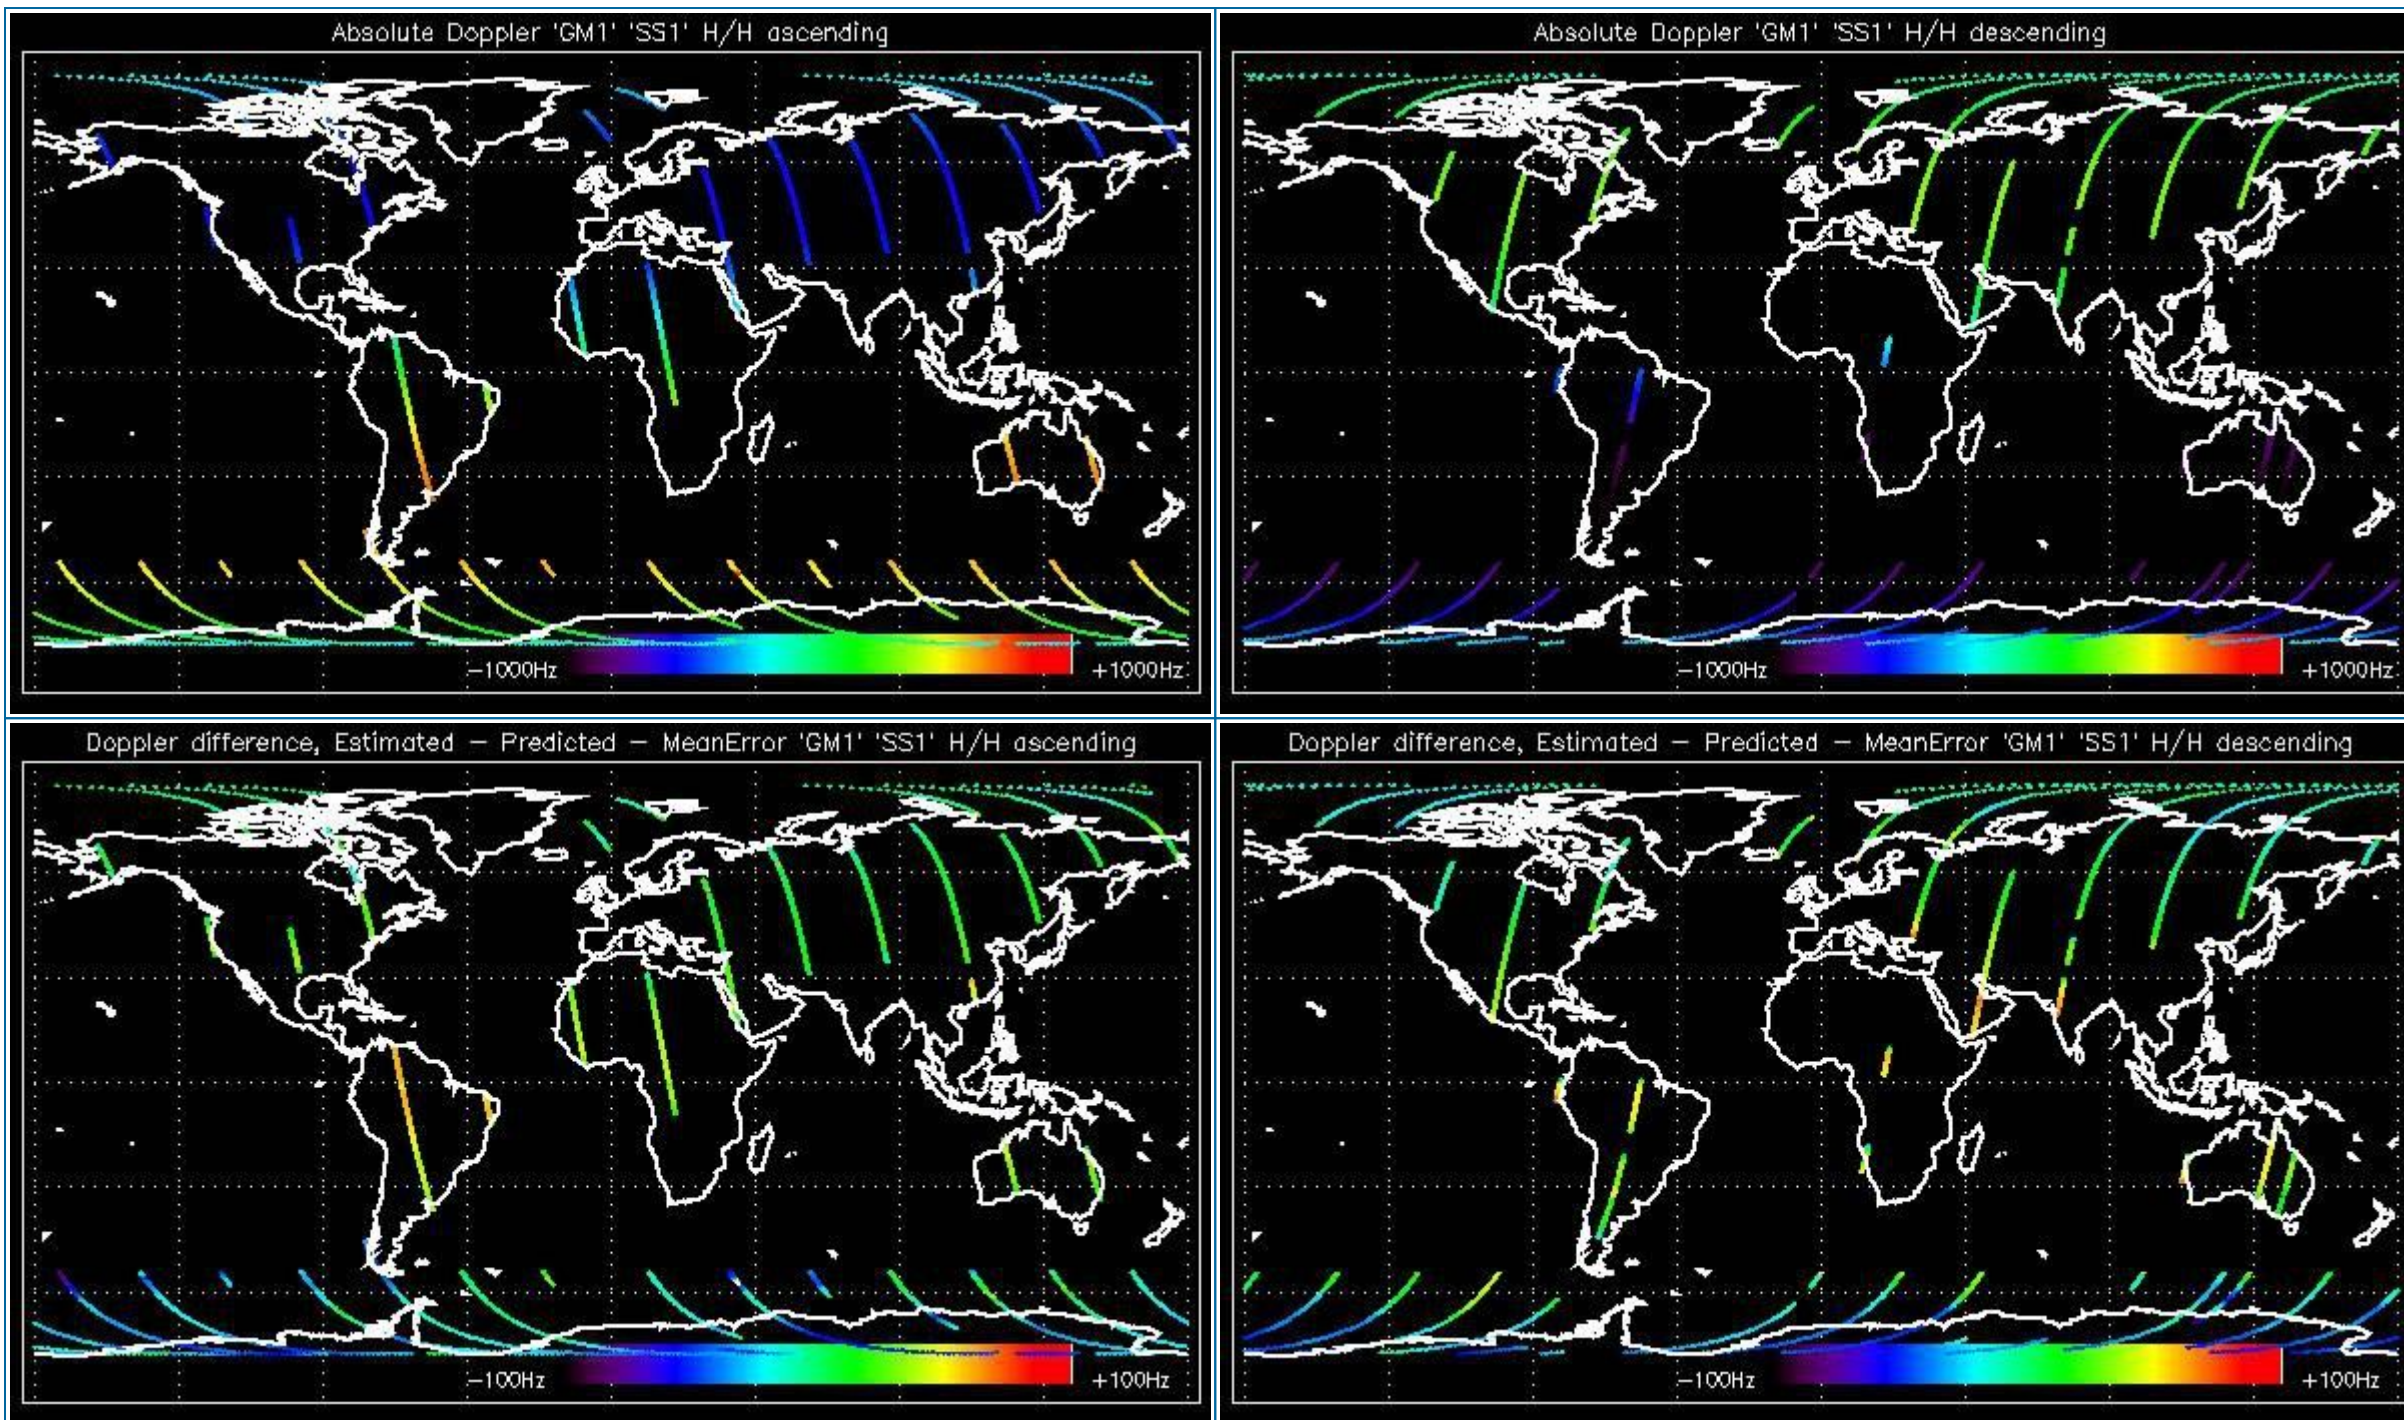 Absolute Doppler 'GM1' 'SS1' H/H ascending
−1000Hz
+1000Hz
Absolute Doppler 'GM1' 'SS1' H/H descending
−1000Hz
+1000Hz
Doppler difference, Estimated − Predicted − MeanError 'GM1' 'SS1' H/H ascending
−100Hz
+100Hz
Doppler difference, Estimated − Predicted − MeanError 'GM1' 'SS1' H/H descending
−100Hz
+100Hz